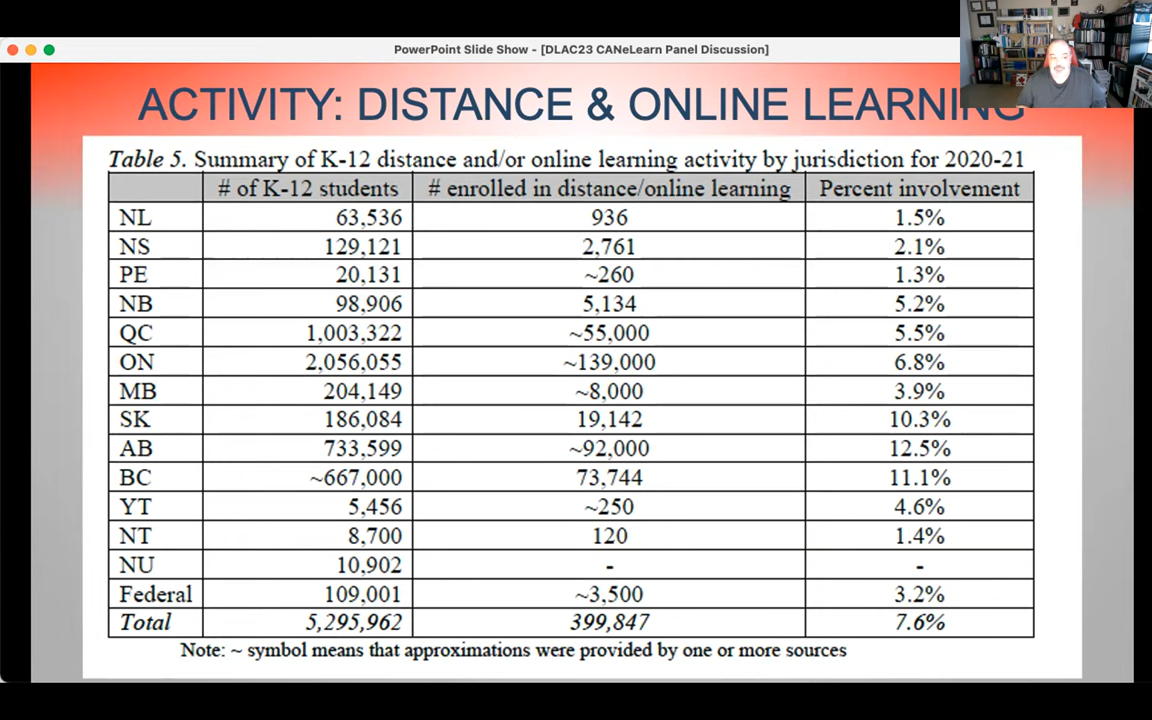 PowerPoint Slide Show - [DLAC23 CANeLearn Panel Discussion]
ACTIVITY: DISTANCE & ONLINE LEARNING
Table 5. Summary of K-12 distance and/or online learning activity by jurisdiction for 2020-21
# of K-12 students # enrolled in distance/online learning Percent involvement
NL 63,536 936 1.5%
NS 129,121 2,761 2.1%
PE 20,131 ~260 1.3%
NB 98,906 5,134 5.2%
QC 1,003,322 ~55,000 5.5%
ON 2,056,055 ~139,000 6.8%
MB 204,149 ~8,000 3.9%
SK 186,084 19,142 10.3%
AB 733,599 ~92,000 12.5%
BC ~667,000 73,744 11.1%
YT 5,456 ~250 4.6%
NT 8,700 120 1.4%
NU 10,902 - -
Federal 109,001 ~3,500 3.2%
Total 5,295,962 399,847 7.6%
Note: ~ symbol means that approximations were provided by one or more sources